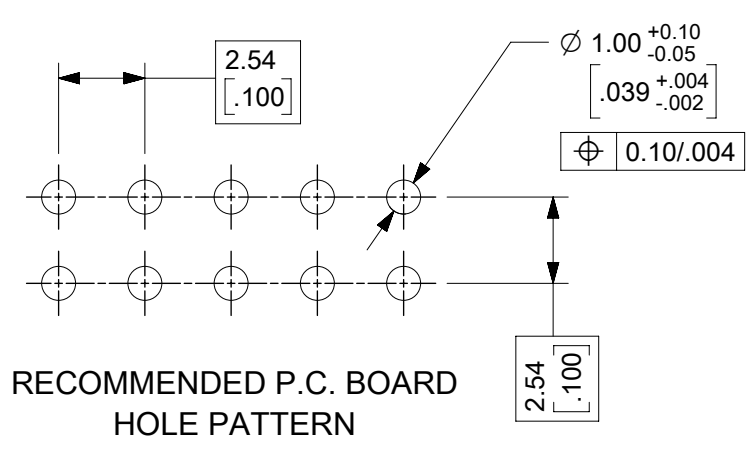 2.54
[.100]
Ø 1.00 +0.10 -0.05
[.039 +.004 -.002]
⌖ 0.10/.004
2.54
[.100]
RECOMMENDED P.C. BOARD
HOLE PATTERN